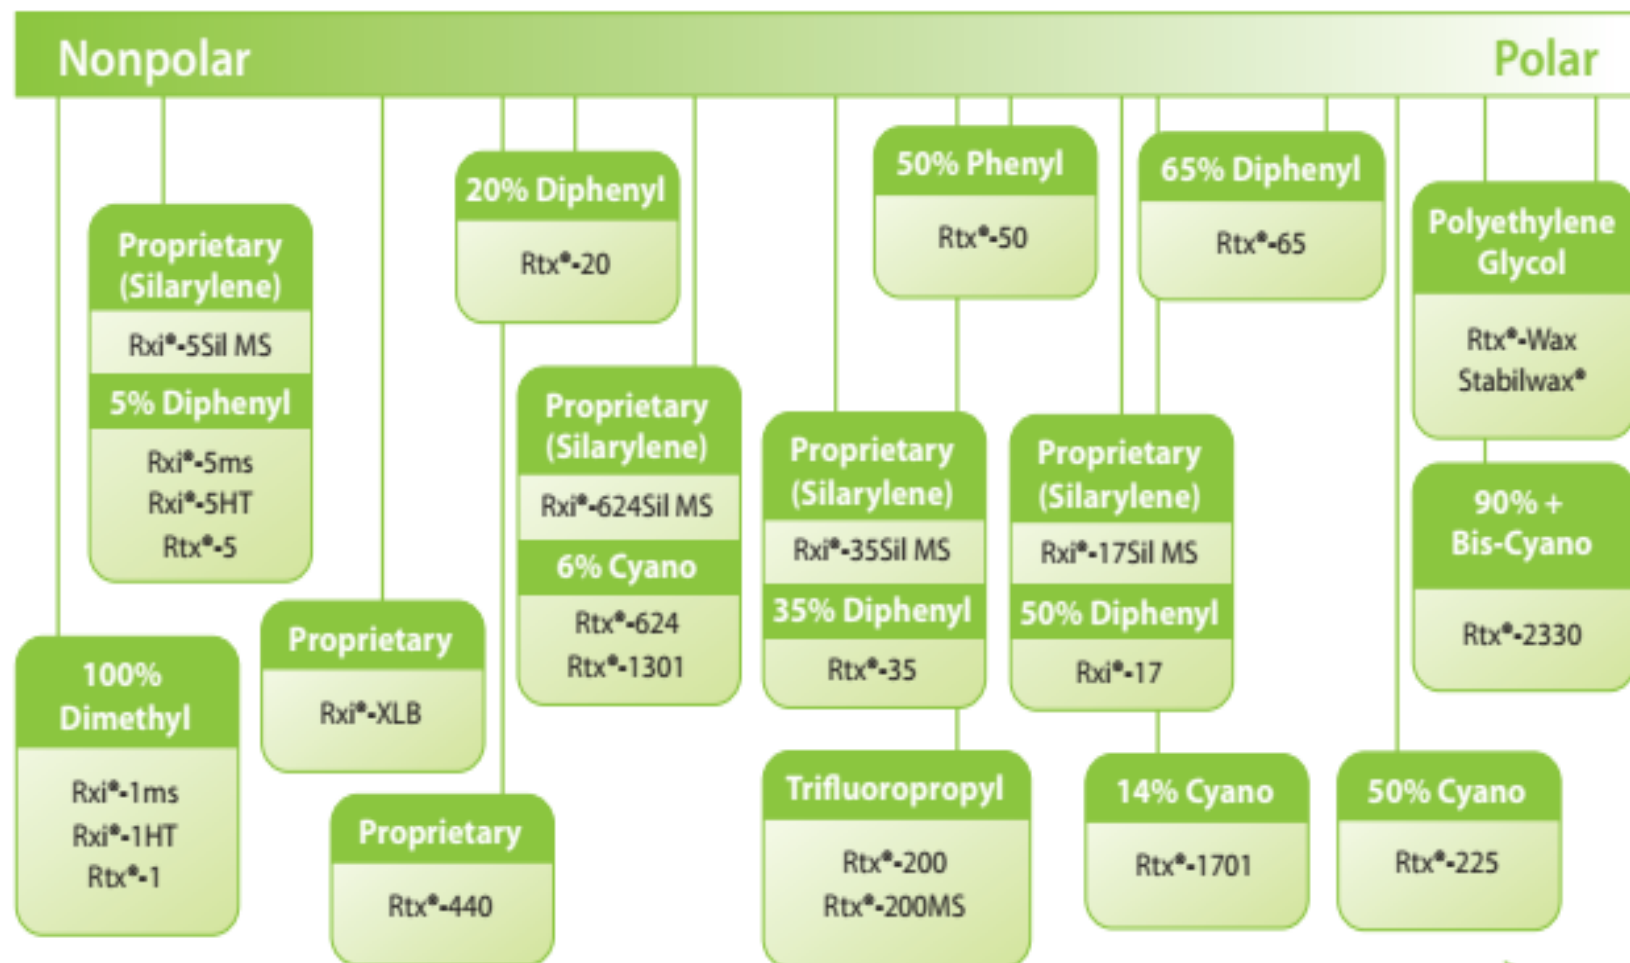 Nonpolar
Polar
Proprietary
(Silarylene)
Rxi®-5Sil MS
5% Diphenyl
Rxi®-5ms
Rxi®-5HT
Rtx®-5
100%
Dimethyl
Rxi®-1ms
Rxi®-1HT
Rtx®-1
Proprietary
Rxi®-XLB
20% Diphenyl
Rtx®-20
Proprietary
Rtx®-440
Proprietary
(Silarylene)
Rxi®-624Sil MS
6% Cyano
Rtx®-624
Rtx®-1301
50% Phenyl
Rtx®-50
Proprietary
(Silarylene)
Rxi®-35Sil MS
35% Diphenyl
Rtx®-35
Trifluoropropyl
Rtx®-200
Rtx®-200MS
65% Diphenyl
Rtx®-65
Proprietary
(Silarylene)
Rxi®-17Sil MS
50% Diphenyl
Rxi®-17
14% Cyano
Rtx®-1701
Polyethylene
Glycol
Rtx®-Wax
Stabilwax®
90% +
Bis-Cyano
Rtx®-2330
50% Cyano
Rtx®-225